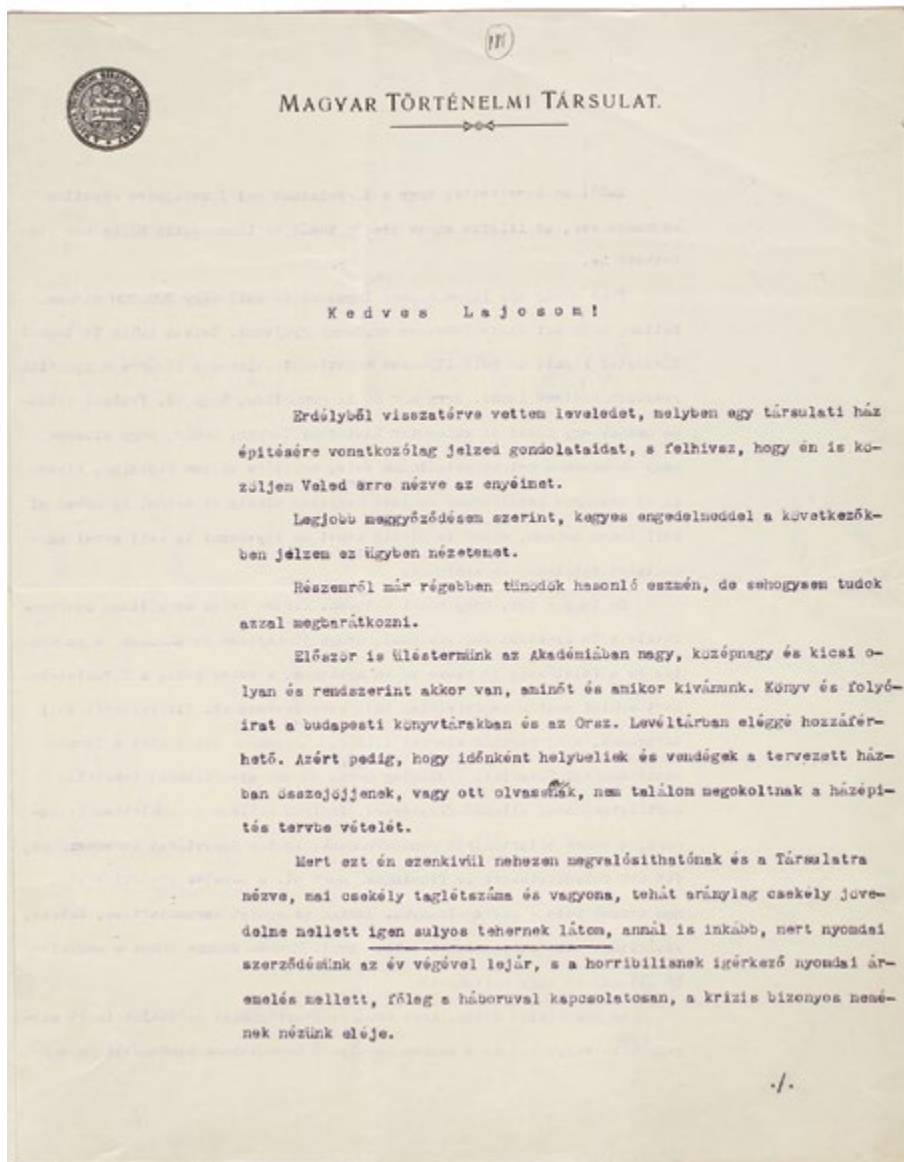 MAGYAR TÖRTÉNELMI TÁRSULAT.
Kedves Lajosom!
Erdélyből visszatérve vettem leveledet, melyben egy társulati ház
építésére vonatkozólag jelzed gondolataidat, s felhivsz, hogy én is kö-
zöljen Veled erre nézve az enyéimet.
Legjobb meggyőződésem szerint, kegyes engedelmeddel a következők-
ben jelzem ez ügyben nézetemet.
Részemről már régebben tünődök hasonló eszmén, de sehogysem tudok
azzal megbarátkozni.
Először is üléstermünk az Akadémiában nagy, középnagy és kicsi o-
lyan és rendszerint akkor van, aminőt és amikor kivánunk. Könyv és folyó-
irat a budapesti könyvtárakban és az Orsz. Levéltárban eléggé hozzáfér-
hető. Azért pedig, hogy időnként helybeliek és vendégek a tervezett ház-
ban összejöjjenek, vagy ott olvassanak, nem találom megokoltnak a házépi-
tés tervbe vételét.
Mert ezt én ezenkivül nehezen megvalósithatónak és a Társulatra
nézve, mai csekély taglétszáma és vagyona, tehát aránylag csekély jöve-
delme mellett igen sulyos tehernek látom, annál is inkább, mert nyomdai
szerződésünk az év végével lejár, s a horribilisnek igérkező nyomdai ár-
emelés mellett, főleg a háboruval kapcsolatosan, a krizis bizonyos nemé-
nek nézünk eléje.
./.